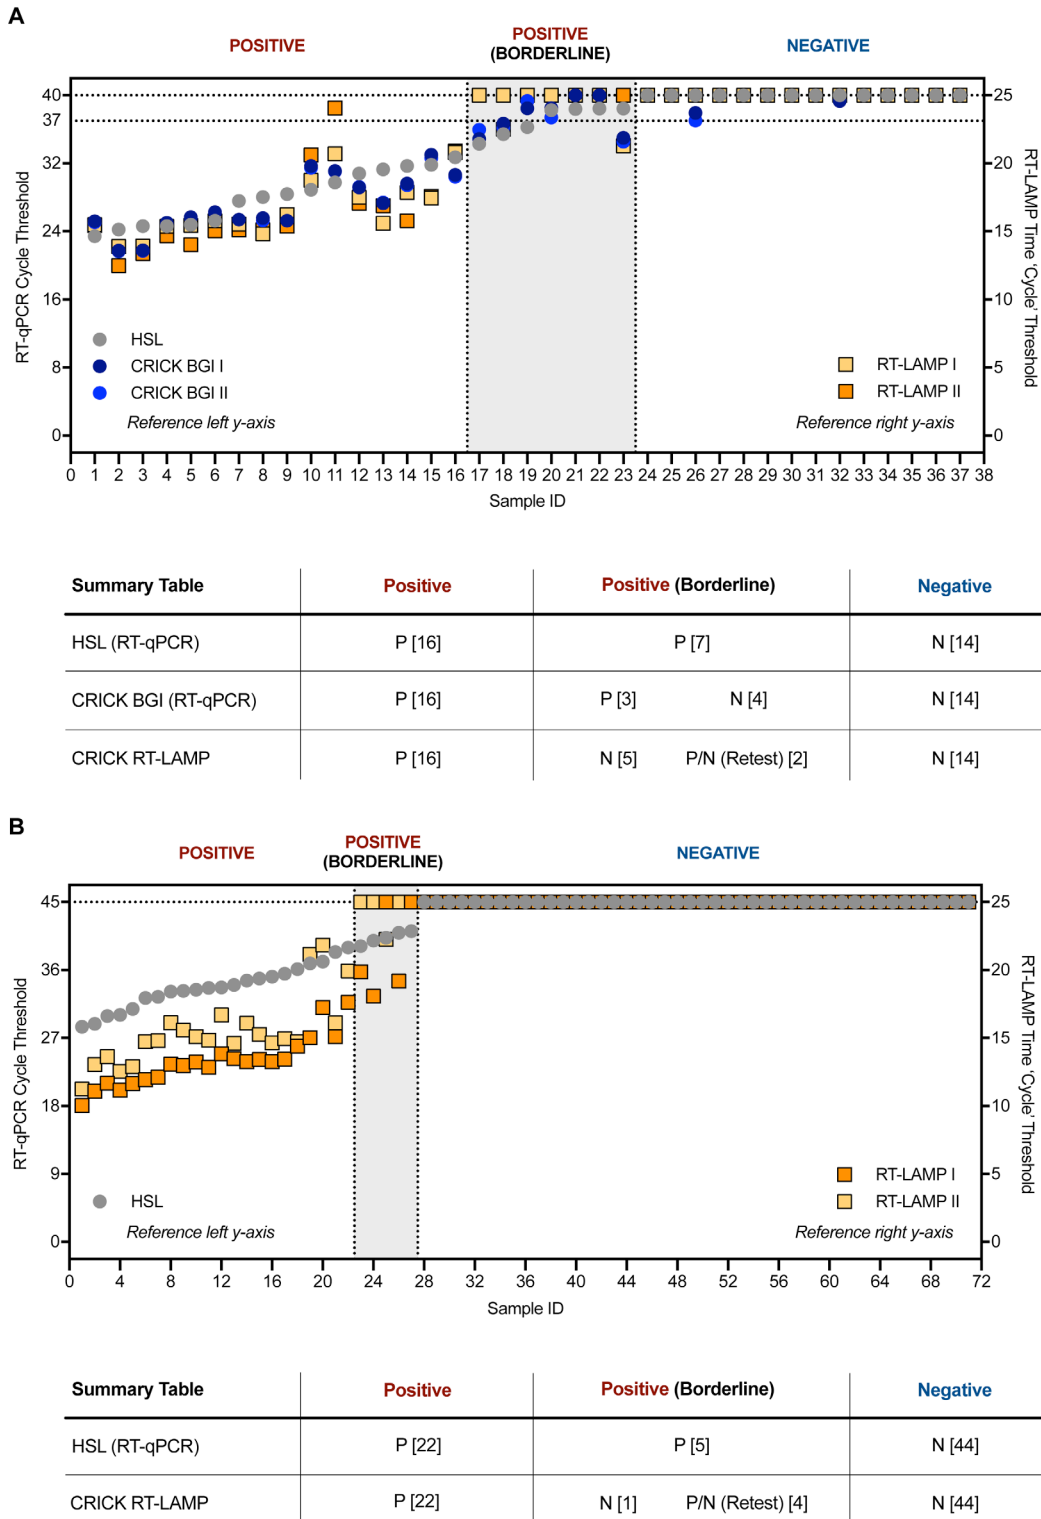 A
POSITIVE
POSITIVE
(BORDERLINE)
NEGATIVE
40
37
32
24
16
8
0
25
20
15
10
5
0
RT-qPCR Cycle Threshold
RT-LAMP Time ‘Cycle’ Threshold
HSL
CRICK BGI I
CRICK BGI II
Reference left y-axis
RT-LAMP I
RT-LAMP II
Reference right y-axis
0 1 2 3 4 5 6 7 8 9 10 11 12 13 14 15 16 17 18 19 20 21 22 23 24 25 26 27 28 29 30 31 32 33 34 35 36 37 38
Sample ID
Summary Table Positive Positive (Borderline) Negative
HSL (RT-qPCR) P [16] P [7] N [14]
CRICK BGI (RT-qPCR) P [16] P [3] N [4] N [14]
CRICK RT-LAMP P [16] N [5] P/N (Retest) [2] N [14]
B
POSITIVE
POSITIVE
(BORDERLINE)
NEGATIVE
45
36
27
18
9
0
25
20
15
10
5
0
RT-qPCR Cycle Threshold
RT-LAMP Time ‘Cycle’ Threshold
HSL
Reference left y-axis
RT-LAMP I
RT-LAMP II
Reference right y-axis
0 4 8 12 16 20 24 28 32 36 40 44 48 52 56 60 64 68 72
Sample ID
Summary Table Positive Positive (Borderline) Negative
HSL (RT-qPCR) P [22] P [5] N [44]
CRICK RT-LAMP P [22] N [1] P/N (Retest) [4] N [44]